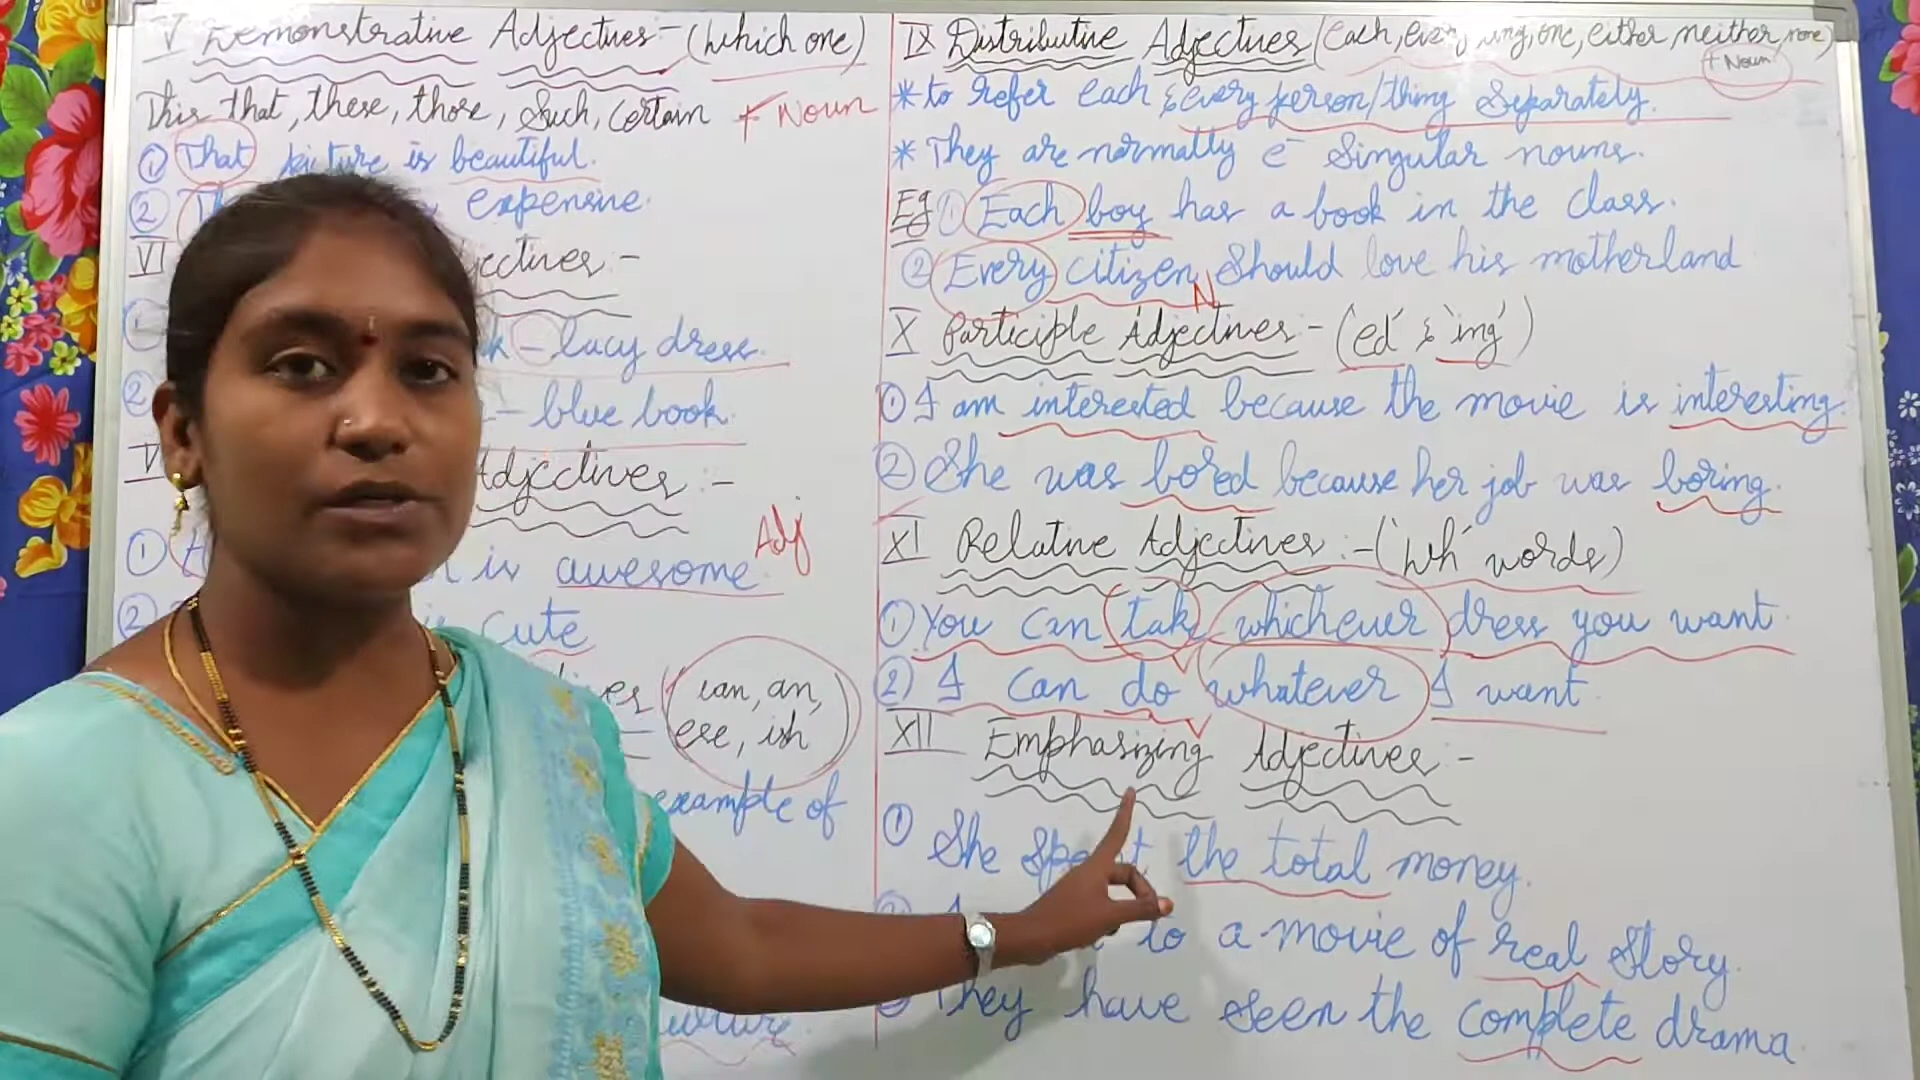 V Demonstrative Adjectives - (which one)
This that, these, those, Such, Certain + Noun
① That picture is beautiful.
② expensive.
VI Adjectives : -
① - lacy dress.
② - blue book.
Adjectives : -
① is awesome. Adj
② is cute
(ian, an,
ese, ish)
example of
culture.
IX Distributive Adjectives (each, every, any, one, either neither, none)
+ Noun
* to refer each & every person/thing Separately.
* They are normally c̄ Singular nouns.
Eg ① Each boy has a book in the class.
② Every citizen should love his motherland
N
X Participle Adjectives : - ('ed' & 'ing')
① I am interested because the movie is interesting.
② She was bored because her job was boring.
XI Relative Adjectives : - ('wh' words)
① You can take whichever dress you want.
② I can do whatever I want
XII Emphasizing Adjectives : -
① She spent the total money.
② to a movie of real Story.
They have seen the complete drama.